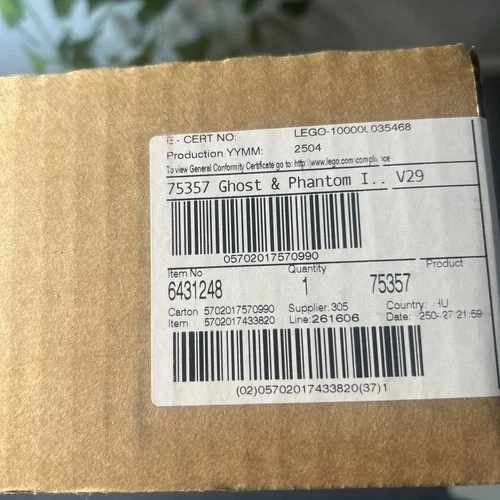 - CERT NO: LEGO-10000 035468
Production YYMM: 2504
To view General Conformity Certificate go to: http://www.lego.com
75357 Ghost & Phantom I.. V29
05702017570990
Item No Quantity Product
6431248 1 75357
Carton 5702017570990 Supplier: 305 Country:
Item 5702017433820 Line: 261606 Date: 21:59
(02)05702017433820(37)1